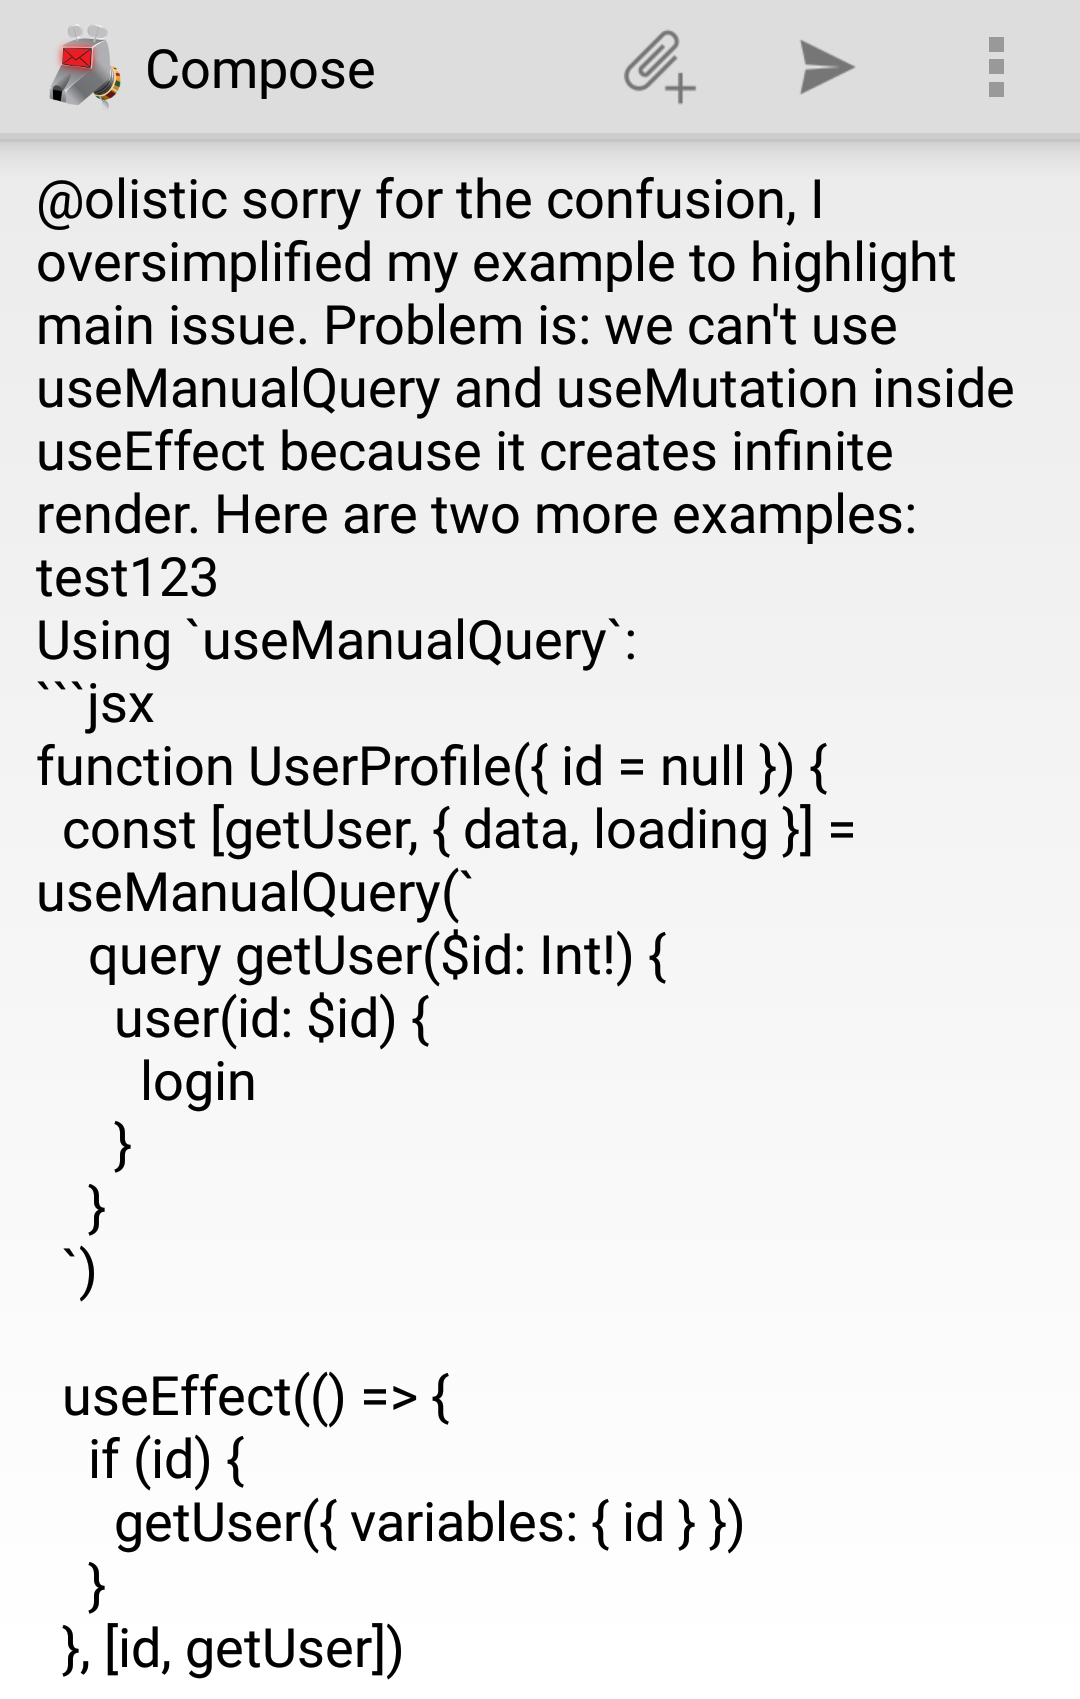 Compose
@olistic sorry for the confusion, I
oversimplified my example to highlight
main issue. Problem is: we can't use
useManualQuery and useMutation inside
useEffect because it creates infinite
render. Here are two more examples:
test123
Using `useManualQuery`:
```jsx
function UserProfile({ id = null }) {
  const [getUser, { data, loading }] =
useManualQuery(`
    query getUser($id: Int!) {
      user(id: $id) {
        login
      }
    }
  `)

  useEffect(() => {
    if (id) {
      getUser({ variables: { id } })
    }
  }, [id, getUser])